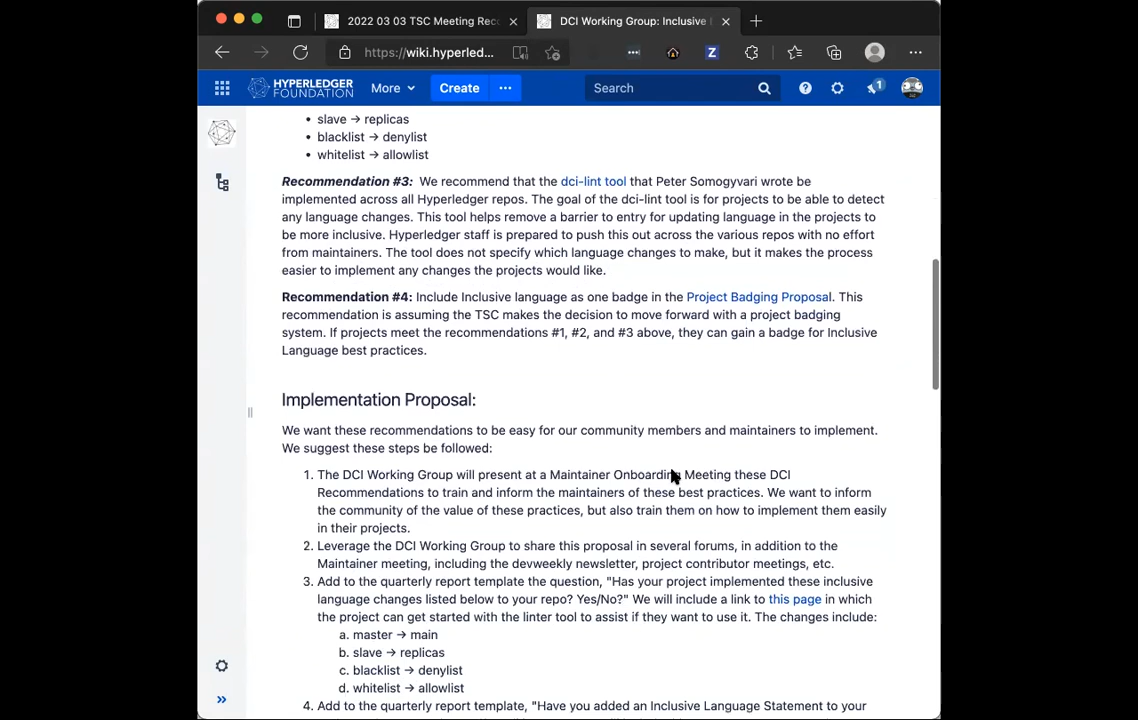 2022 03 03 TSC Meeting Rec
DCI Working Group: Inclusive
https://wiki.hyperled...
HYPERLEDGER
FOUNDATION
More
Create
Search
1
• slave → replicas
• blacklist → denylist
• whitelist → allowlist
Recommendation #3: We recommend that the dci-lint tool that Peter Somogyvari wrote be
implemented across all Hyperledger repos. The goal of the dci-lint tool is for projects to be able to detect
any language changes. This tool helps remove a barrier to entry for updating language in the projects to
be more inclusive. Hyperledger staff is prepared to push this out across the various repos with no effort
from maintainers. The tool does not specify which language changes to make, but it makes the process
easier to implement any changes the projects would like.
Recommendation #4: Include Inclusive language as one badge in the Project Badging Proposal. This
recommendation is assuming the TSC makes the decision to move forward with a project badging
system. If projects meet the recommendations #1, #2, and #3 above, they can gain a badge for Inclusive
Language best practices.
Implementation Proposal:
We want these recommendations to be easy for our community members and maintainers to implement.
We suggest these steps be followed:
1. The DCI Working Group will present at a Maintainer Onboarding Meeting these DCI
Recommendations to train and inform the maintainers of these best practices. We want to inform
the community of the value of these practices, but also train them on how to implement them easily
in their projects.
2. Leverage the DCI Working Group to share this proposal in several forums, in addition to the
Maintainer meeting, including the devweekly newsletter, project contributor meetings, etc.
3. Add to the quarterly report template the question, "Has your project implemented these inclusive
language changes listed below to your repo? Yes/No?" We will include a link to this page in which
the project can get started with the linter tool to assist if they want to use it. The changes include:
a. master → main
b. slave → replicas
c. blacklist → denylist
d. whitelist → allowlist
4. Add to the quarterly report template, "Have you added an Inclusive Language Statement to your